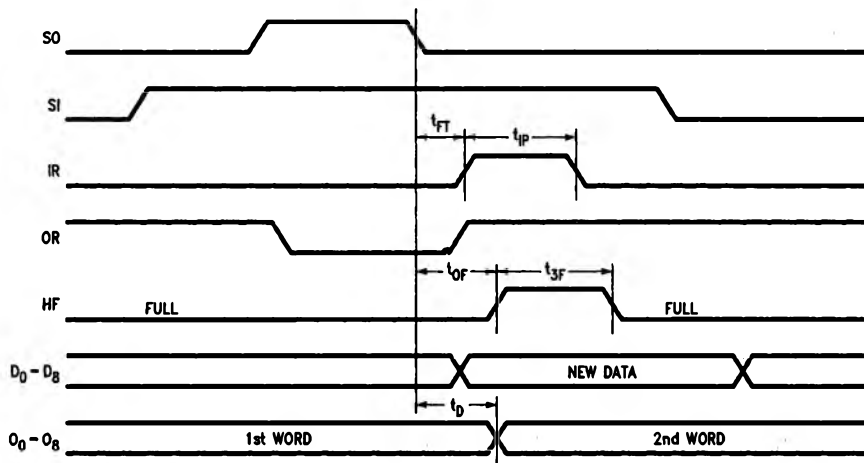 SO
SI
tFT
tIP
IR
OR
tOF
t3F
HF
FULL
FULL
D0 – D8
NEW DATA
tD
O0 – O8
1st WORD
2nd WORD